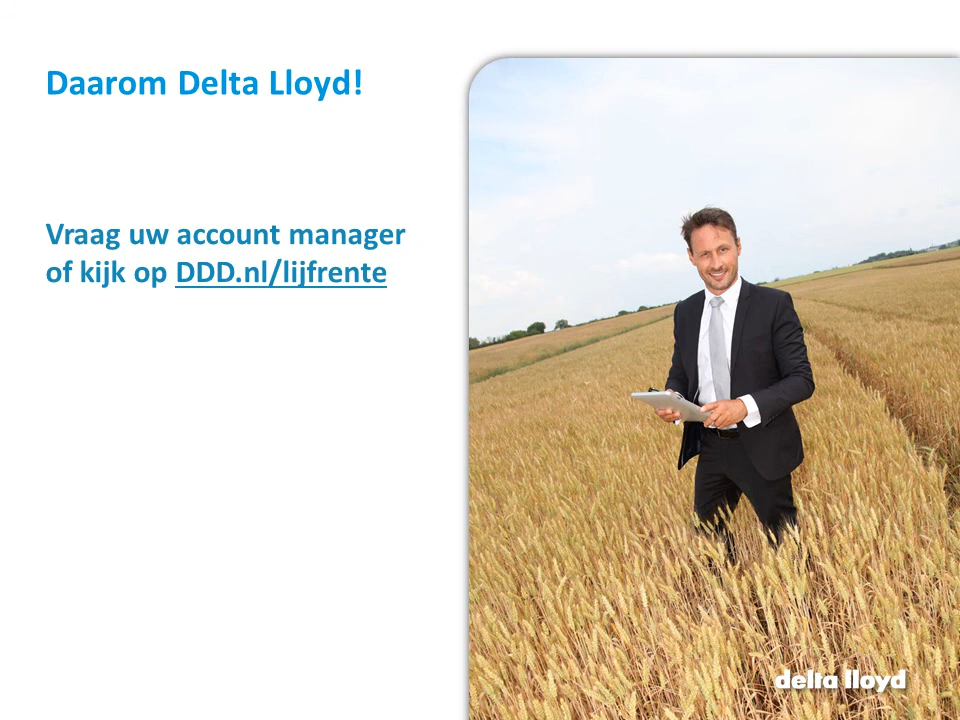 Daarom Delta Lloyd!
Vraag uw account manager
of kijk op DDD.nl/lijfrente
delta lloyd